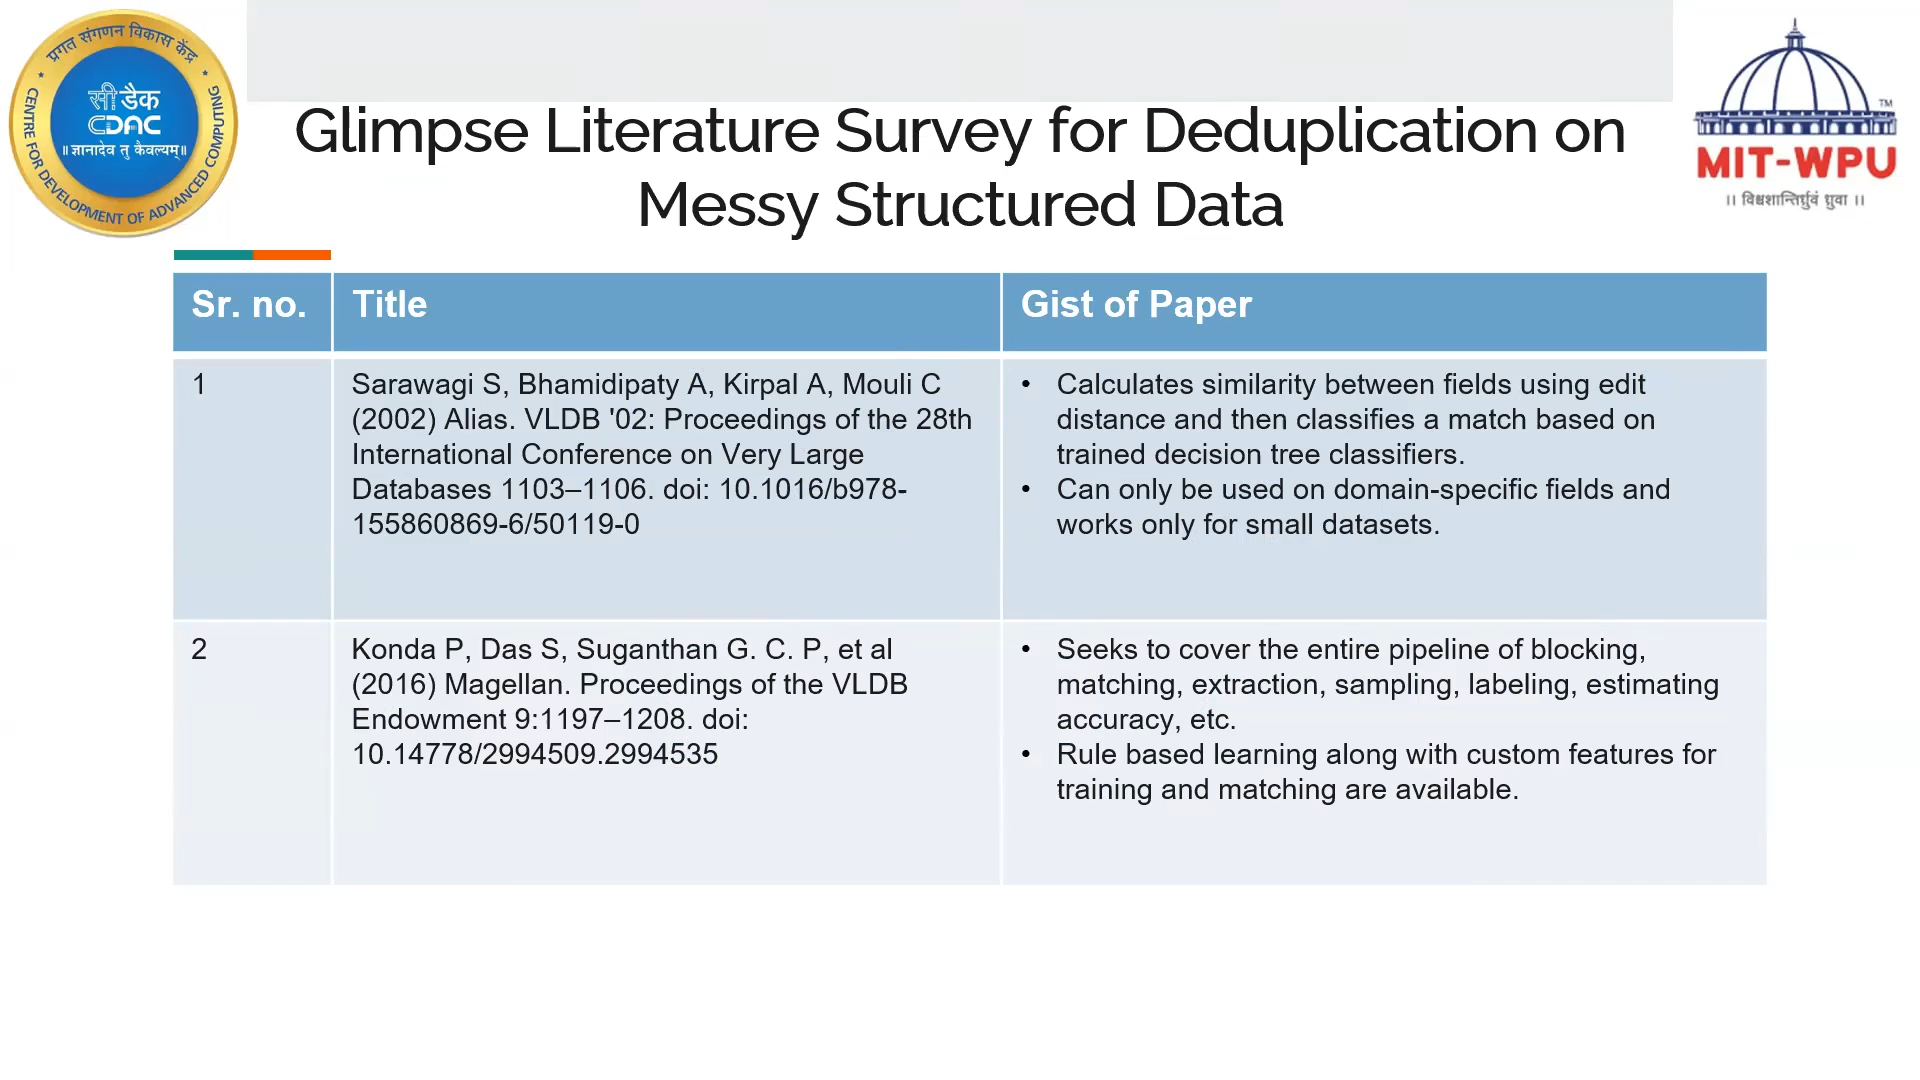 प्रगत संगणन विकास केंद्र
सी डैक
CDAC
॥ ज्ञानादेव तु कैवल्यम् ॥
CENTRE FOR DEVELOPMENT OF ADVANCED COMPUTING
Glimpse Literature Survey for Deduplication on
Messy Structured Data
TM
MIT-WPU
॥ विश्वशान्तिर्ध्रुवं ध्रुवा ॥
Sr. no.
Title
Gist of Paper
1
Sarawagi S, Bhamidipaty A, Kirpal A, Mouli C
(2002) Alias. VLDB '02: Proceedings of the 28th
International Conference on Very Large
Databases 1103–1106. doi: 10.1016/b978-
155860869-6/50119-0
• Calculates similarity between fields using edit
distance and then classifies a match based on
trained decision tree classifiers.
• Can only be used on domain-specific fields and
works only for small datasets.
2
Konda P, Das S, Suganthan G. C. P, et al
(2016) Magellan. Proceedings of the VLDB
Endowment 9:1197–1208. doi:
10.14778/2994509.2994535
• Seeks to cover the entire pipeline of blocking,
matching, extraction, sampling, labeling, estimating
accuracy, etc.
• Rule based learning along with custom features for
training and matching are available.